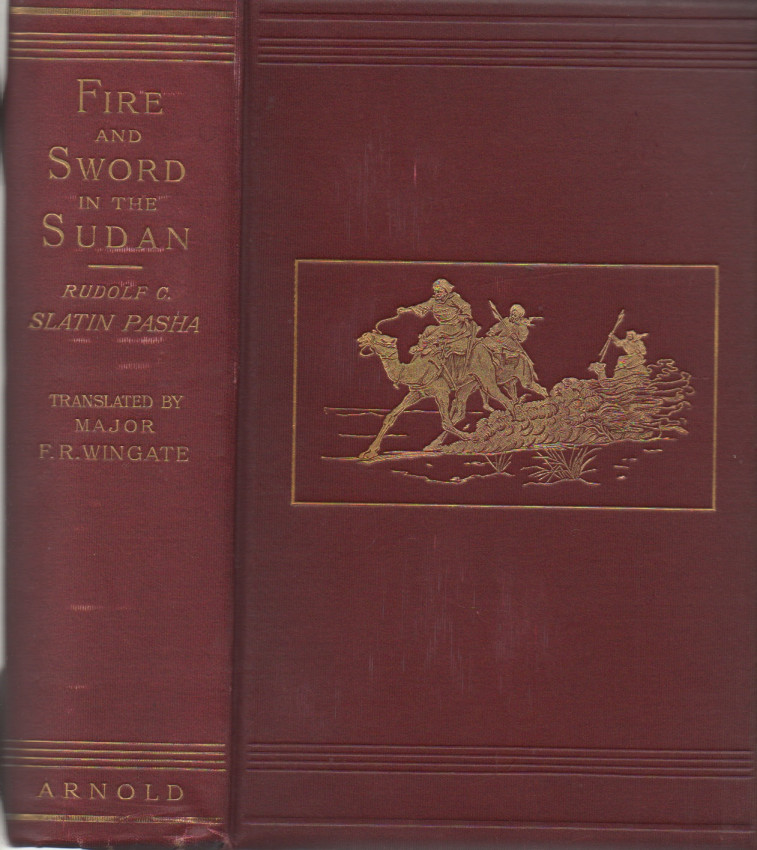 FIRE
AND
SWORD
IN THE
SUDAN
RUDOLF C.
SLATIN PASHA
TRANSLATED BY
MAJOR
F.R.WINGATE
ARNOLD